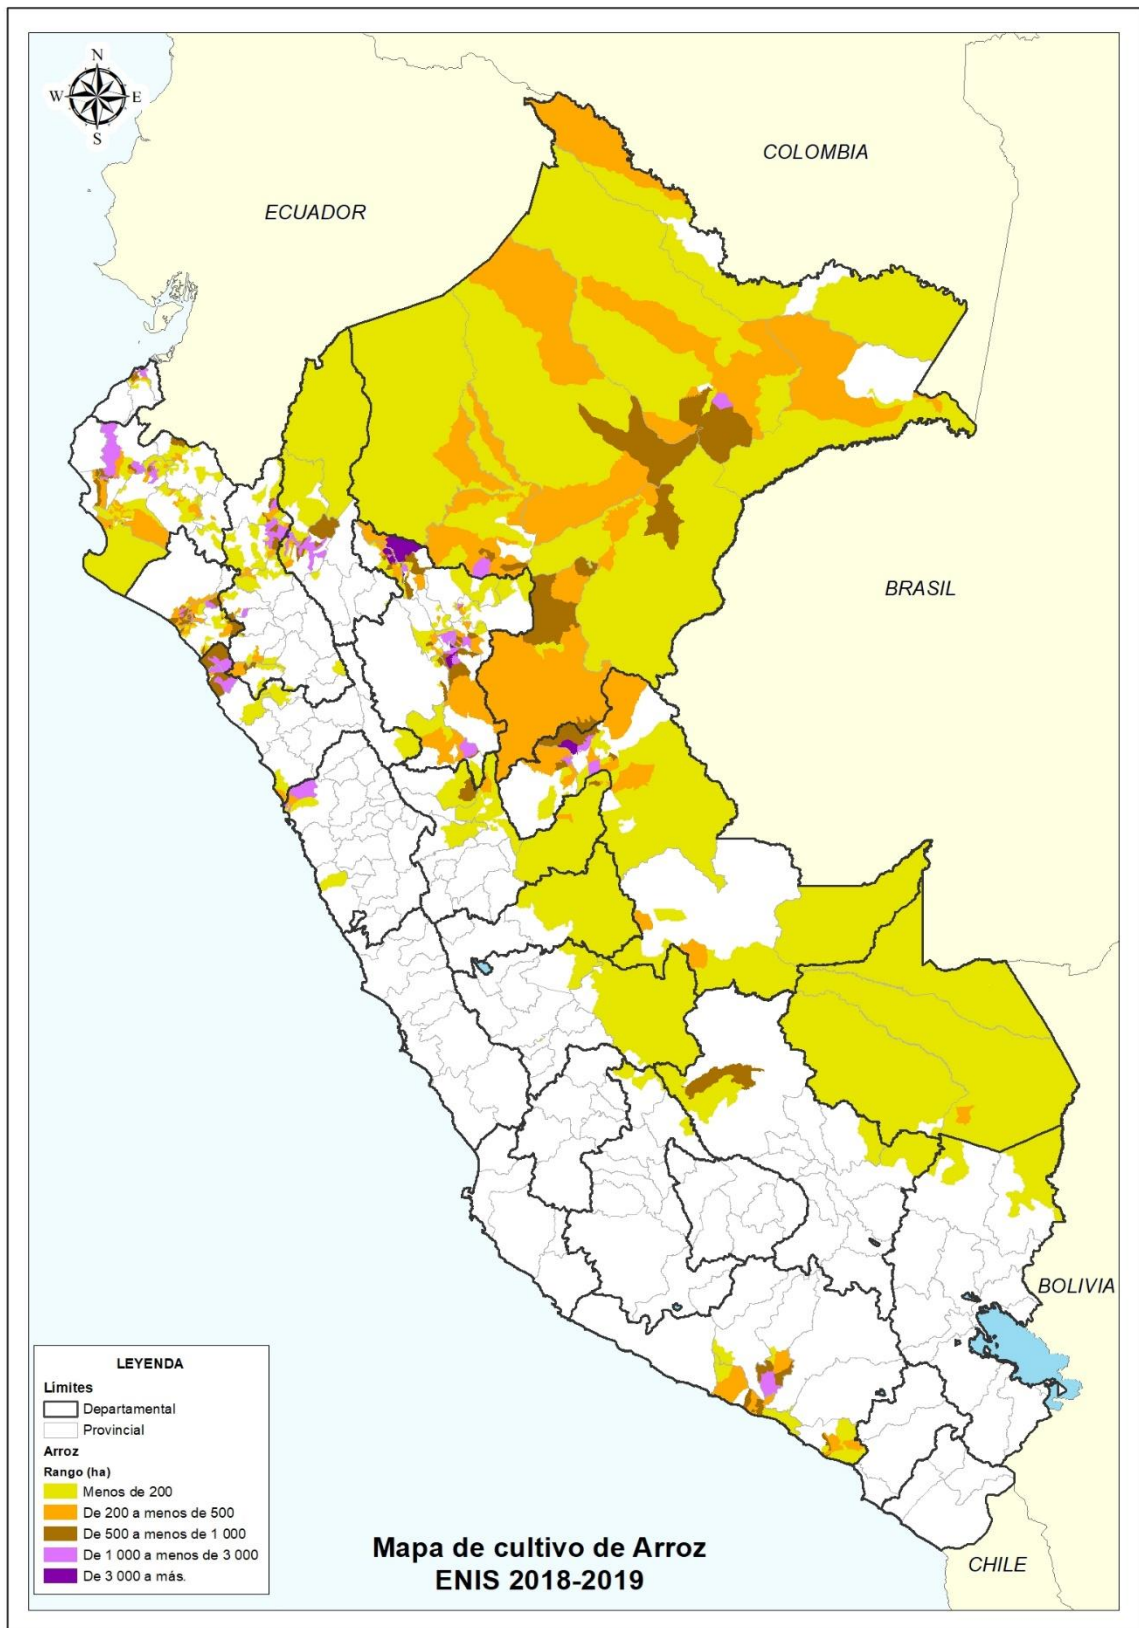 N
W E
S
COLOMBIA
ECUADOR
BRASIL
BOLIVIA
CHILE
LEYENDA
Límites
Departamental
Provincial
Arroz
Rango (ha)
Menos de 200
De 200 a menos de 500
De 500 a menos de 1 000
De 1 000 a menos de 3 000
De 3 000 a más.
Mapa de cultivo de Arroz
ENIS 2018-2019